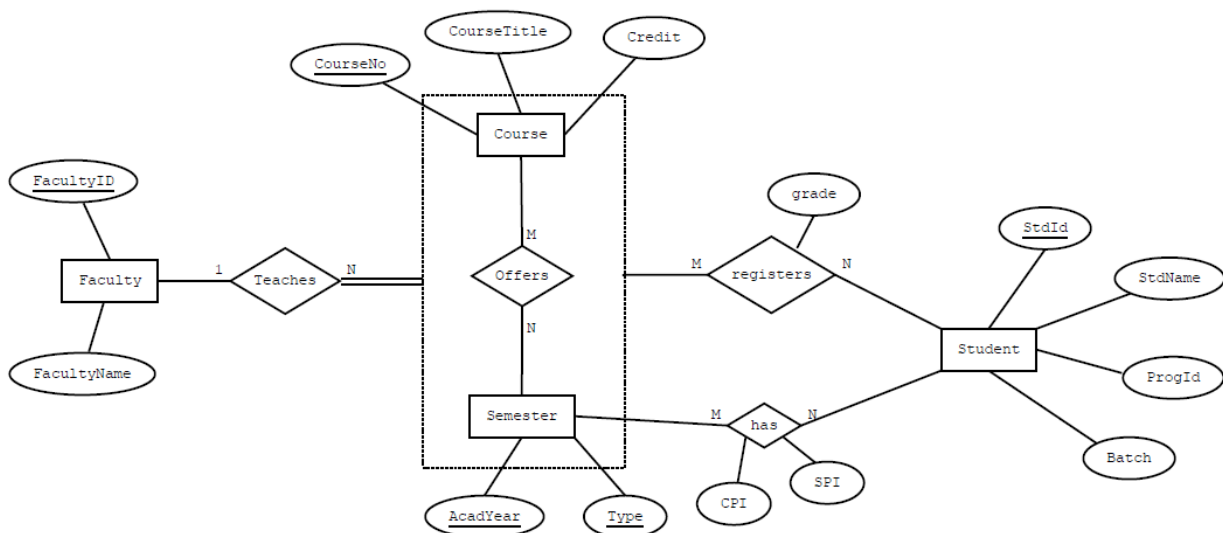 CourseTitle
Credit
CourseNo
Course
FacultyID
grade
StdId
M
Offers
N
Faculty
1
Teaches
N
M
registers
N
StdName
Student
FacultyName
ProgId
Semester
M
has
N
Batch
SPI
CPI
AcadYear
Type